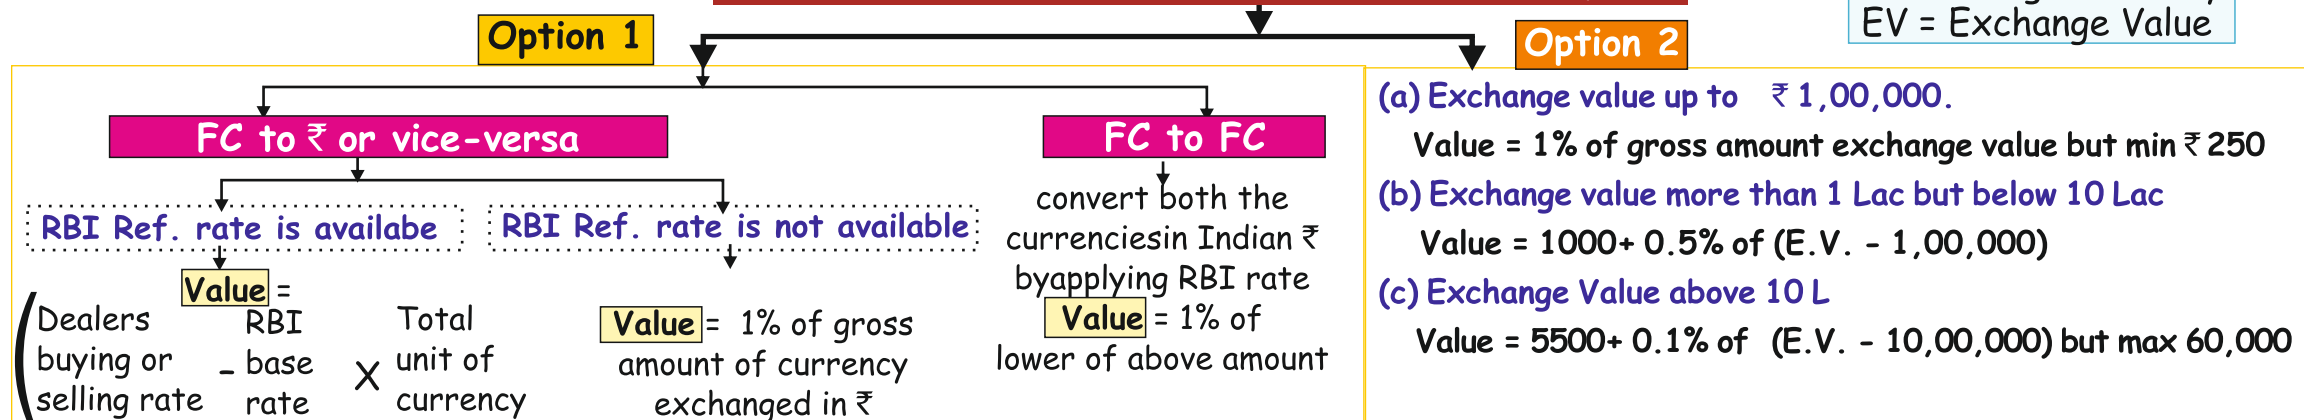 EV = Exchange Value
Option 1
Option 2
FC to ₹ or vice-versa
RBI Ref. rate is availabe
Value =
Dealers
buying or
selling rate
-
RBI
base
rate
X
Total
unit of
currency
RBI Ref. rate is not available
Value = 1% of gross
amount of currency
exchanged in ₹
FC to FC
convert both the
currenciesin Indian ₹
byapplying RBI rate
Value = 1% of
lower of above amount
(a) Exchange value up to ₹ 1,00,000.
Value = 1% of gross amount exchange value but min ₹ 250
(b) Exchange value more than 1 Lac but below 10 Lac
Value = 1000+ 0.5% of (E.V. - 1,00,000)
(c) Exchange Value above 10 L
Value = 5500+ 0.1% of (E.V. - 10,00,000) but max 60,000